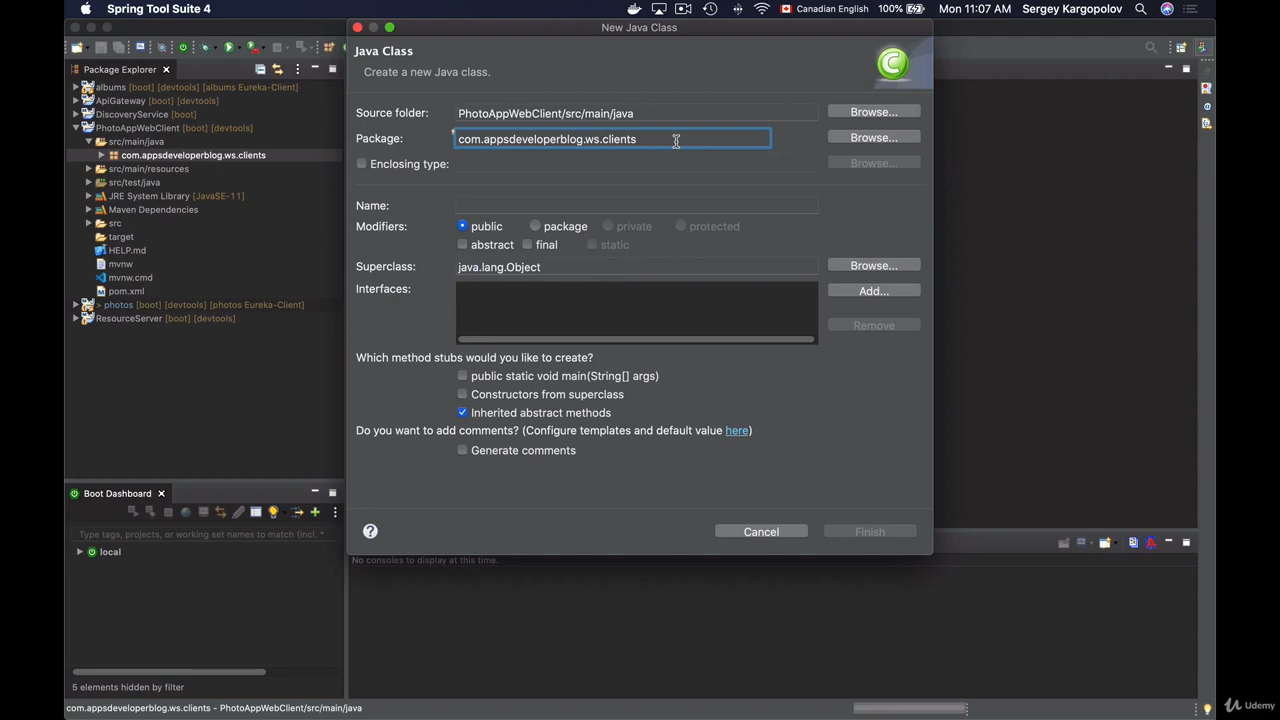 Spring Tool Suite 4
Canadian English
100%
Mon 11:07 AM
Sergey Kargopolov
New Java Class
Java Class
Create a new Java class.
Source folder:
PhotoAppWebClient/src/main/java
Browse...
Package:
com.appsdeveloperblog.ws.clients
Browse...
Enclosing type:
Browse...
Name:
Modifiers:
public
package
private
protected
abstract
final
static
Superclass:
java.lang.Object
Browse...
Interfaces:
Add...
Remove
Which method stubs would you like to create?
public static void main(String[] args)
Constructors from superclass
Inherited abstract methods
Do you want to add comments? (Configure templates and default value here)
Generate comments
Cancel
Finish
Package Explorer
albums [boot] [devtools] [albums Eureka-Client]
ApiGateway [boot] [devtools]
DiscoveryService [boot] [devtools]
PhotoAppWebClient [boot] [devtools]
src/main/java
com.appsdeveloperblog.ws.clients
src/main/resources
src/test/java
JRE System Library [JavaSE-11]
Maven Dependencies
src
target
HELP.md
mvnw
mvnw.cmd
pom.xml
> photos [boot] [devtools] [photos Eureka-Client]
ResourceServer [boot] [devtools]
Boot Dashboard
Type tags, projects, or working set names to match (incl. *
local
5 elements hidden by filter
No consoles to display at this time.
com.appsdeveloperblog.ws.clients - PhotoAppWebClient/src/main/java
Udemy